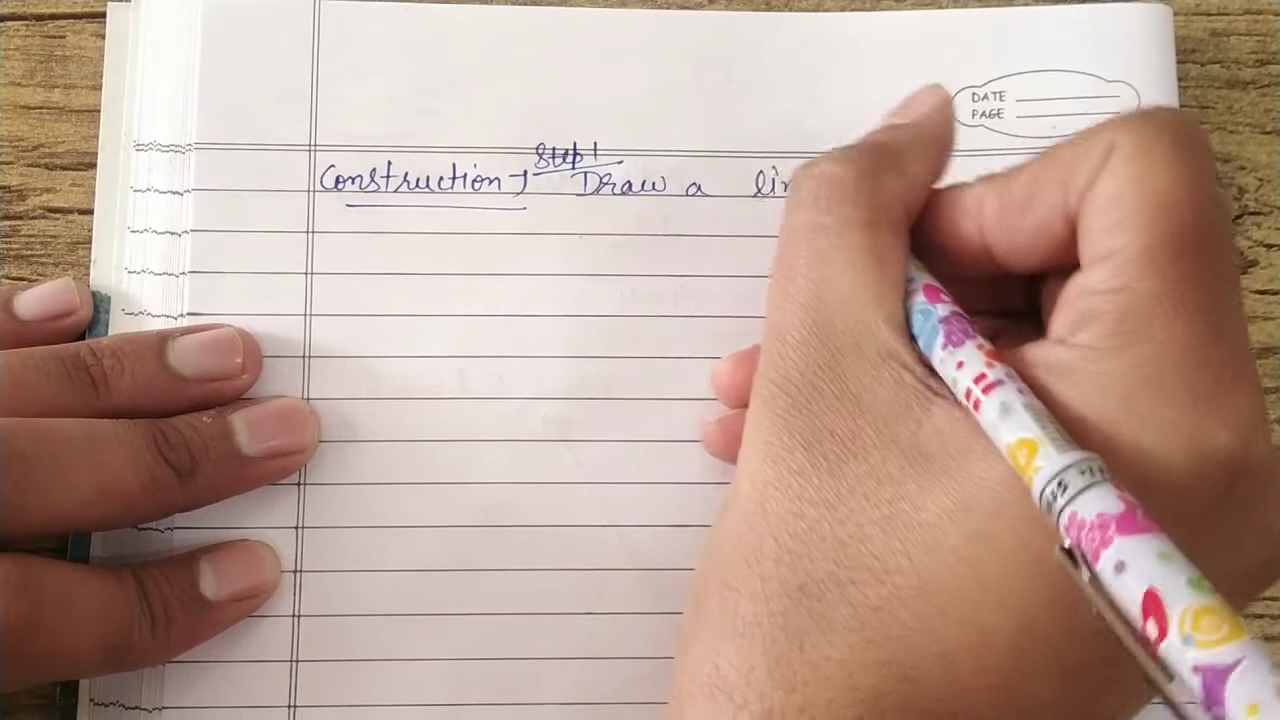 DATE
PAGE
Step 1
Construction → Draw a